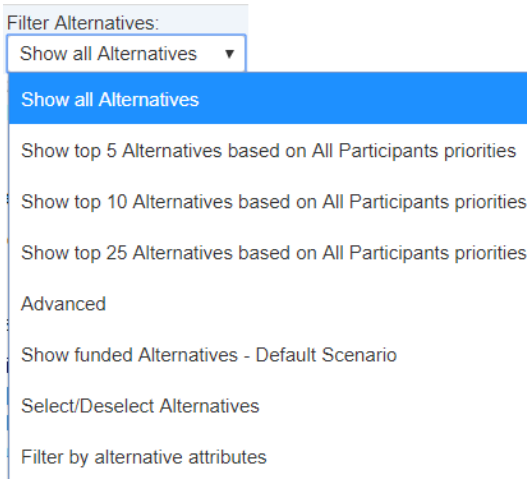 Filter Alternatives:
Show all Alternatives
Show all Alternatives
Show top 5 Alternatives based on All Participants priorities
Show top 10 Alternatives based on All Participants priorities
Show top 25 Alternatives based on All Participants priorities
Advanced
Show funded Alternatives - Default Scenario
Select/Deselect Alternatives
Filter by alternative attributes